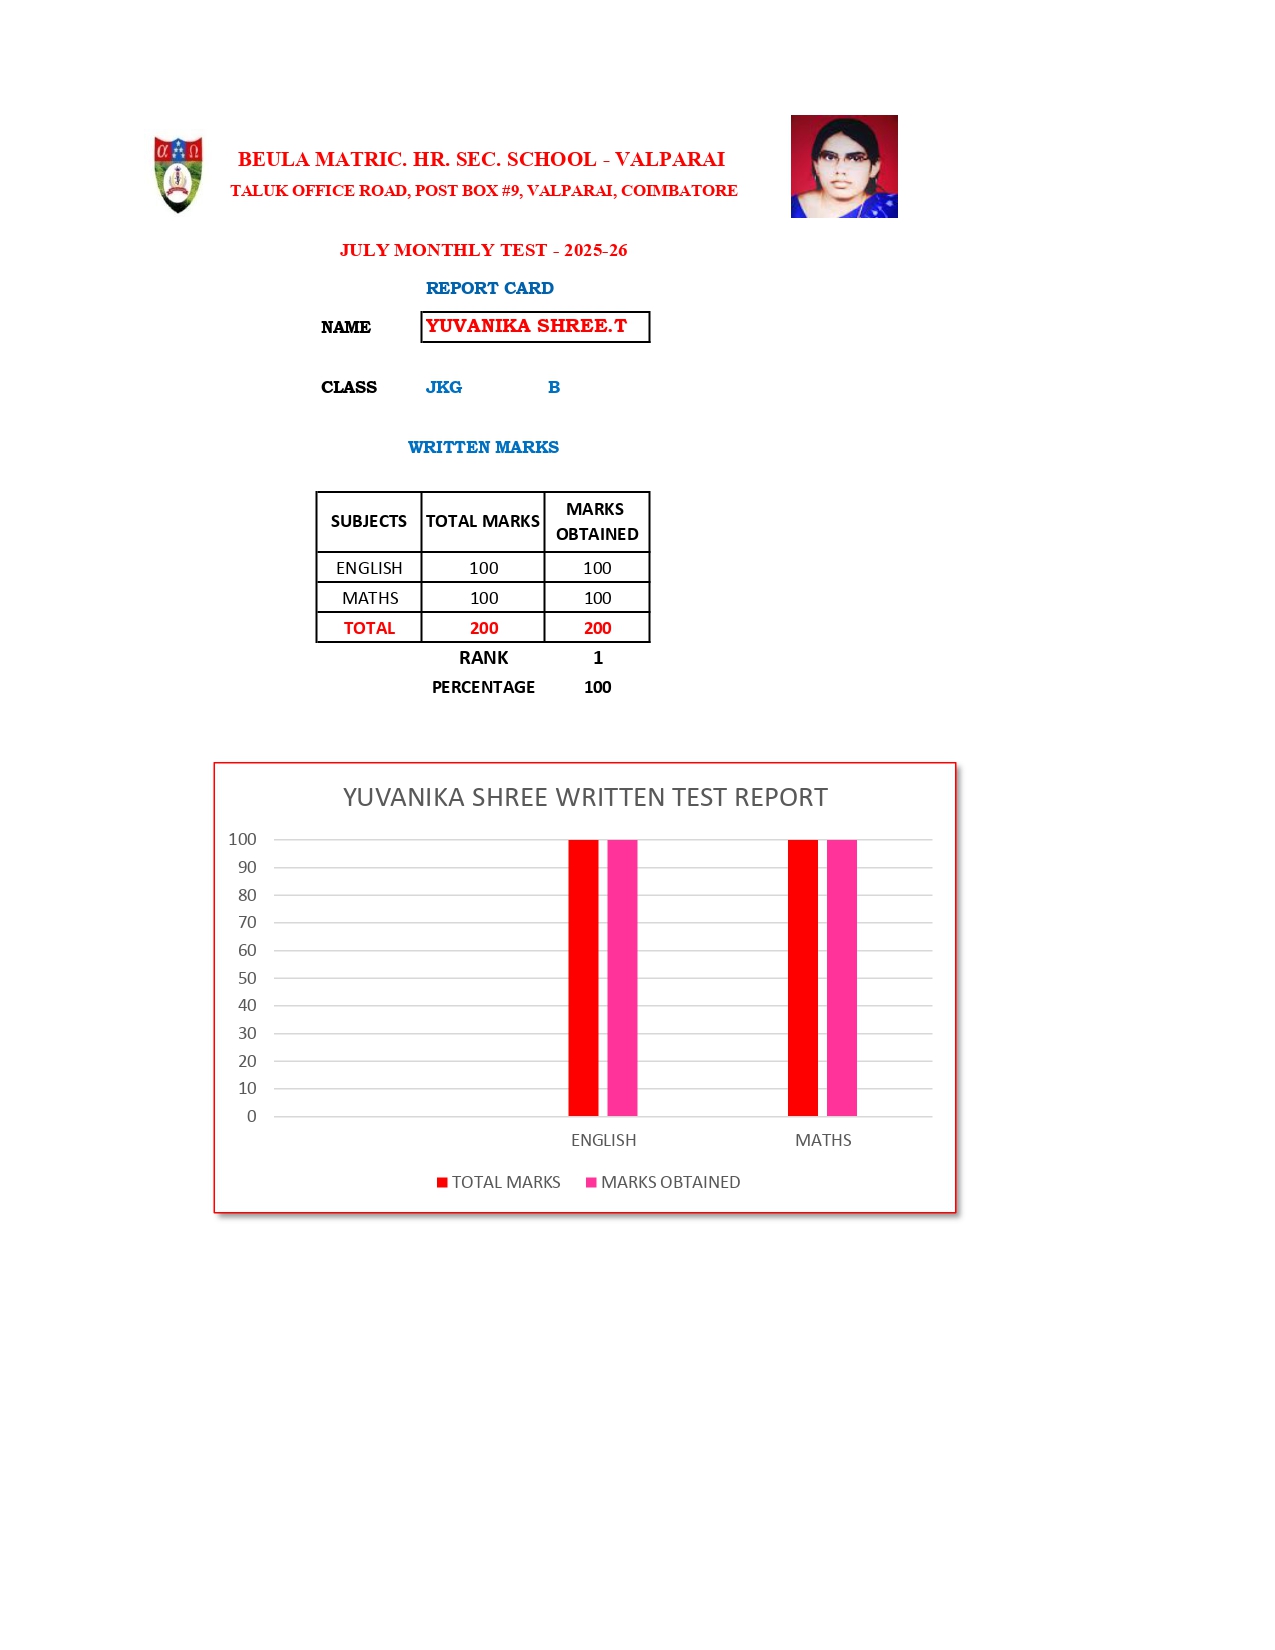 α Ω
BEULA MATRIC. HR. SEC. SCHOOL - VALPARAI
TALUK OFFICE ROAD, POST BOX #9, VALPARAI, COIMBATORE
JULY MONTHLY TEST - 2025-26
REPORT CARD
NAME YUVANIKA SHREE.T
CLASS JKG B
WRITTEN MARKS
SUBJECTS TOTAL MARKS MARKS OBTAINED
ENGLISH 100 100
MATHS 100 100
TOTAL 200 200
RANK 1
PERCENTAGE 100
YUVANIKA SHREE WRITTEN TEST REPORT
100
90
80
70
60
50
40
30
20
10
0
ENGLISH MATHS
TOTAL MARKS MARKS OBTAINED